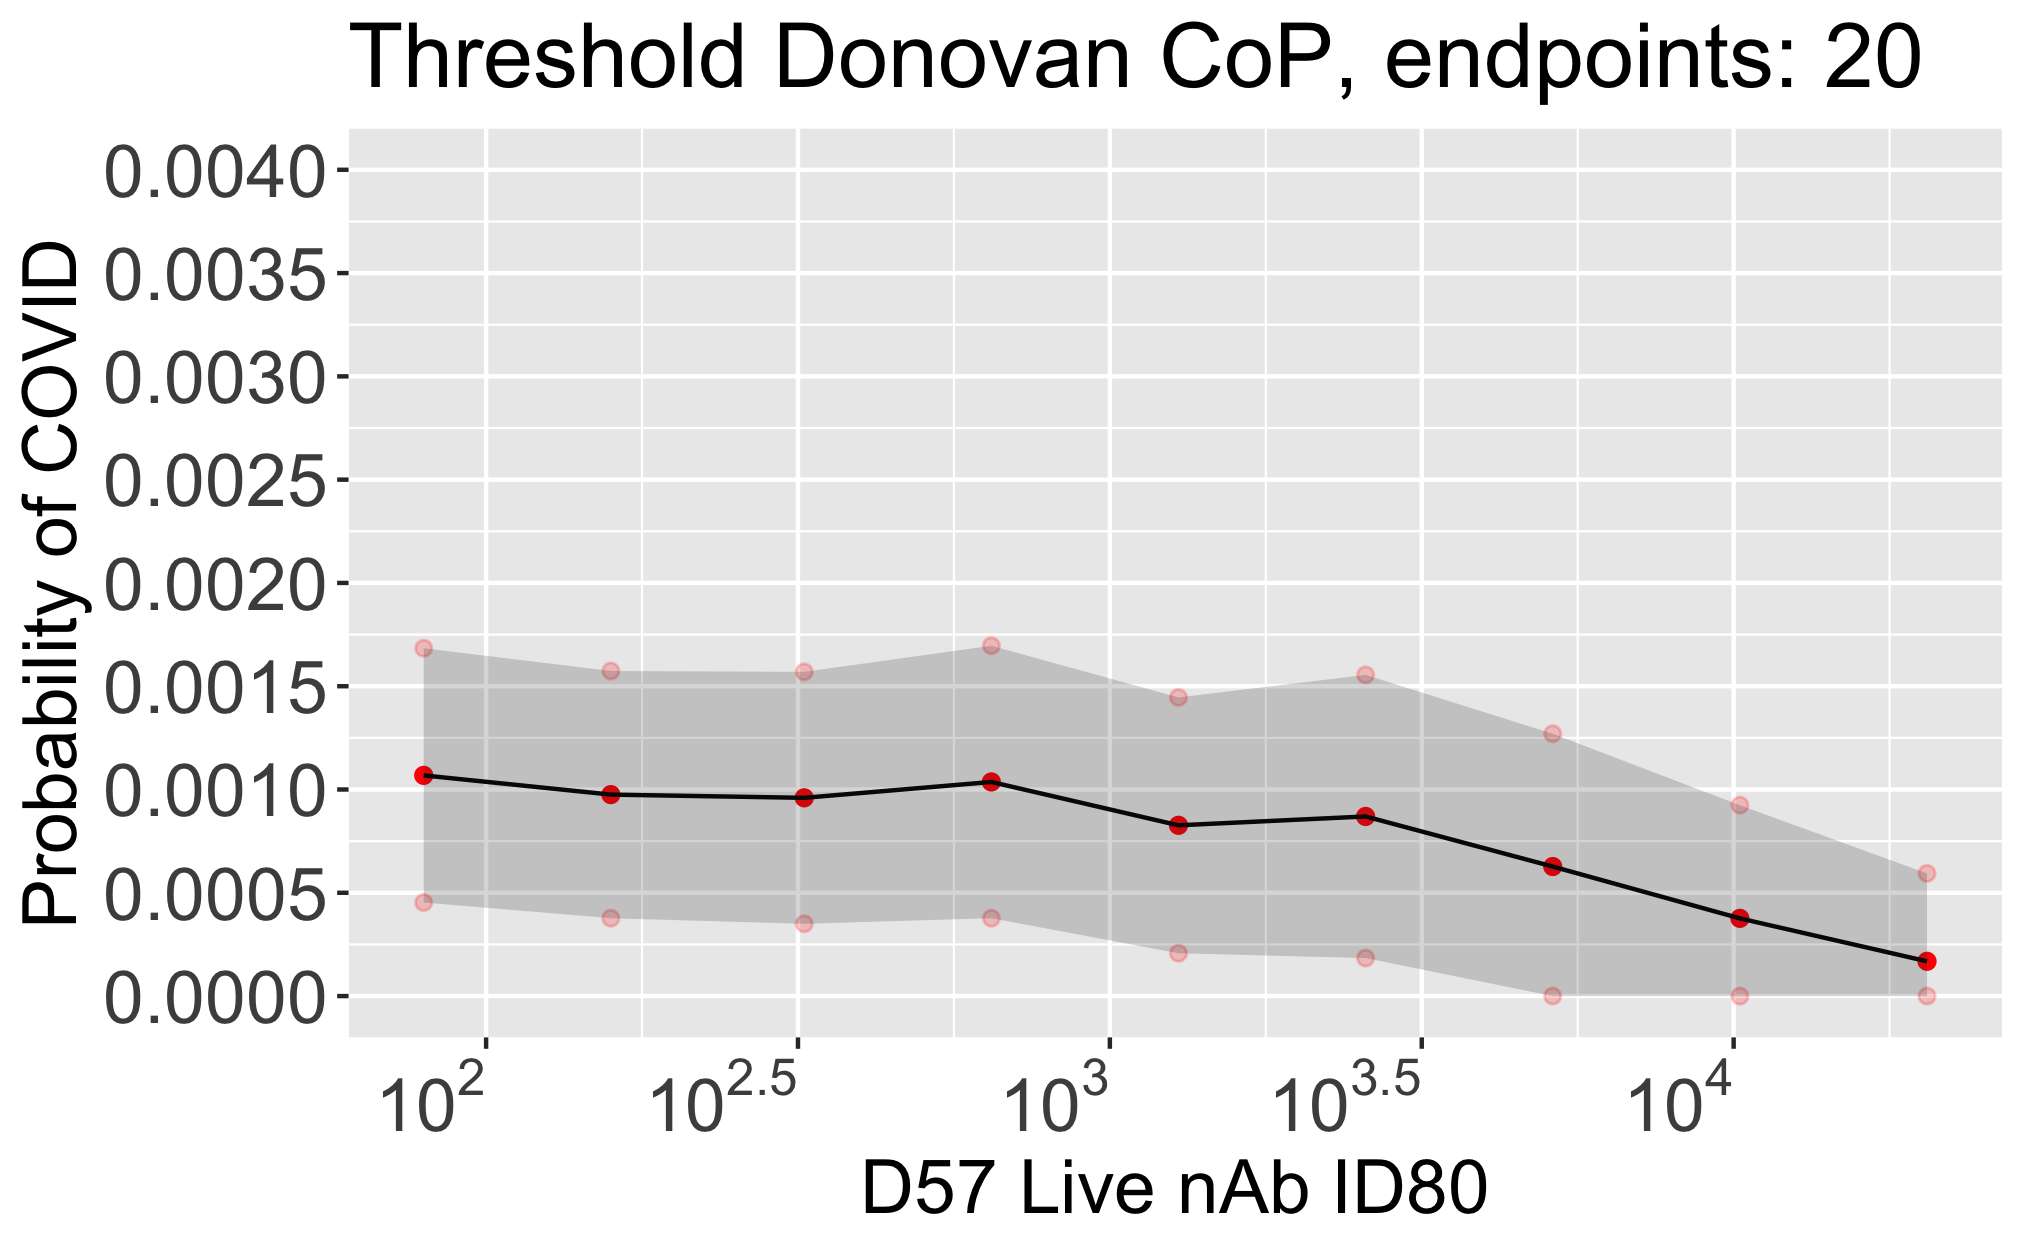 Threshold Donovan CoP, endpoints: 20
Probability of COVID
0.0040
0.0035
0.0030
0.0025
0.0020
0.0015
0.0010
0.0005
0.0000
10^2 10^2.5 10^3 10^3.5 10^4
D57 Live nAb ID80